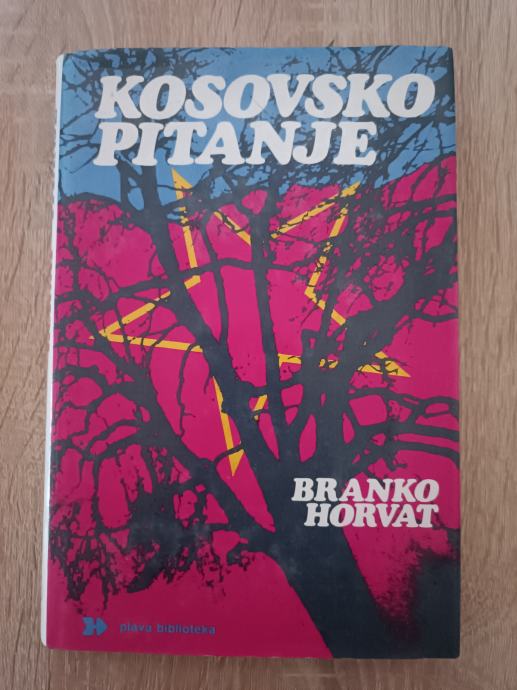 KOSOVSKO
PITANJE
BRANKO
HORVAT
plava biblioteka